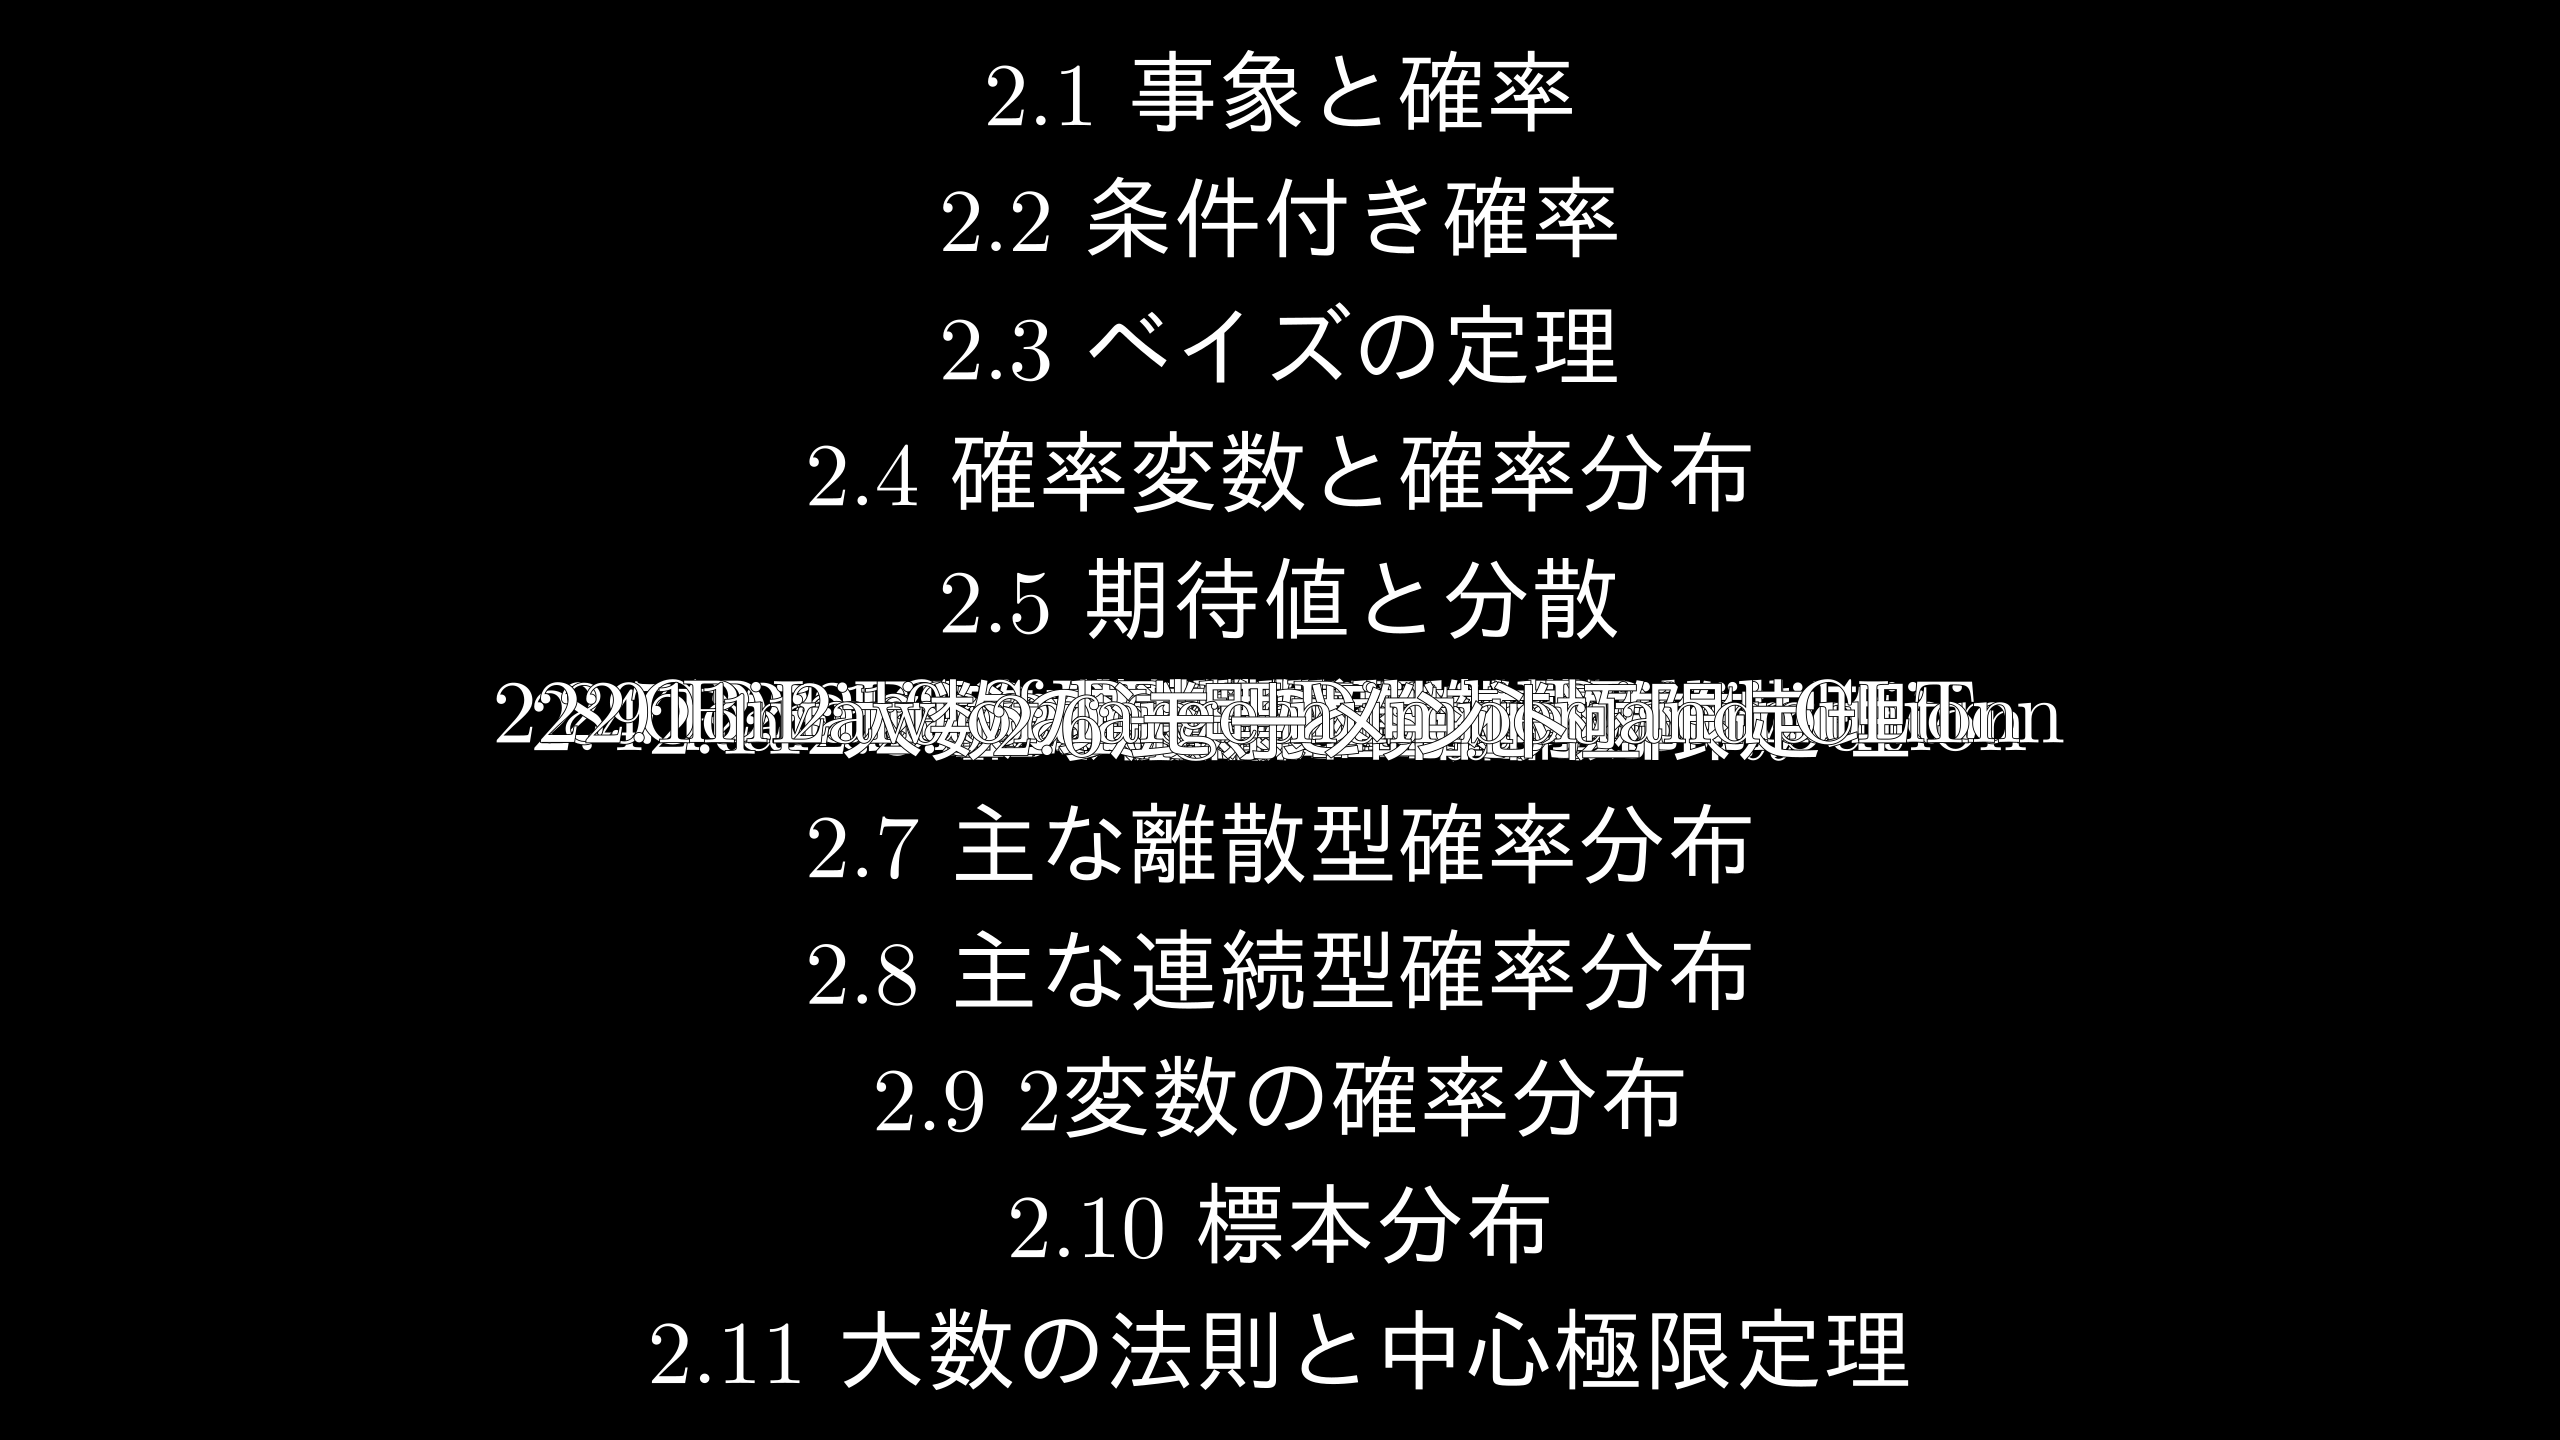 2.1 事象と確率
2.2 条件付き確率
2.3 ベイズの定理
2.4 確率変数と確率分布
2.5 期待値と分散
2.7 主な離散型確率分布
2.8 主な連続型確率分布
2.9 2変数の確率分布
2.10 標本分布
2.11 大数の法則と中心極限定理